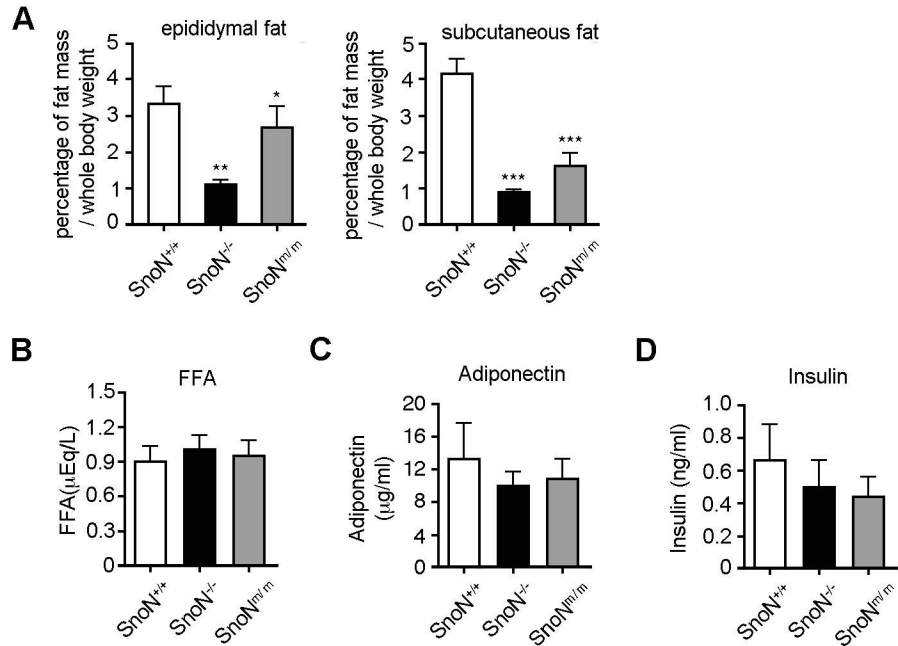 A
epididymal fat
percentage of fat mass
/ whole body weight
5
4
3
2
1
0
**
*
SnoN+/+
SnoN-/-
SnoNm/m
subcutaneous fat
percentage of fat mass
/ whole body weight
5
4
3
2
1
0
***
***
SnoN+/+
SnoN-/-
SnoNm/m
B
FFA
FFA(μEq/L)
1.5
1.2
0.9
0.6
0.3
0
SnoN+/+
SnoN-/-
SnoNm/m
C
Adiponectin
Adiponectin
(μg/ml)
20
16
12
8
4
0
SnoN+/+
SnoN-/-
SnoNm/m
D
Insulin
Insulin (ng/ml)
1.0
0.8
0.6
0.4
0.2
0
SnoN+/+
SnoN-/-
SnoNm/m